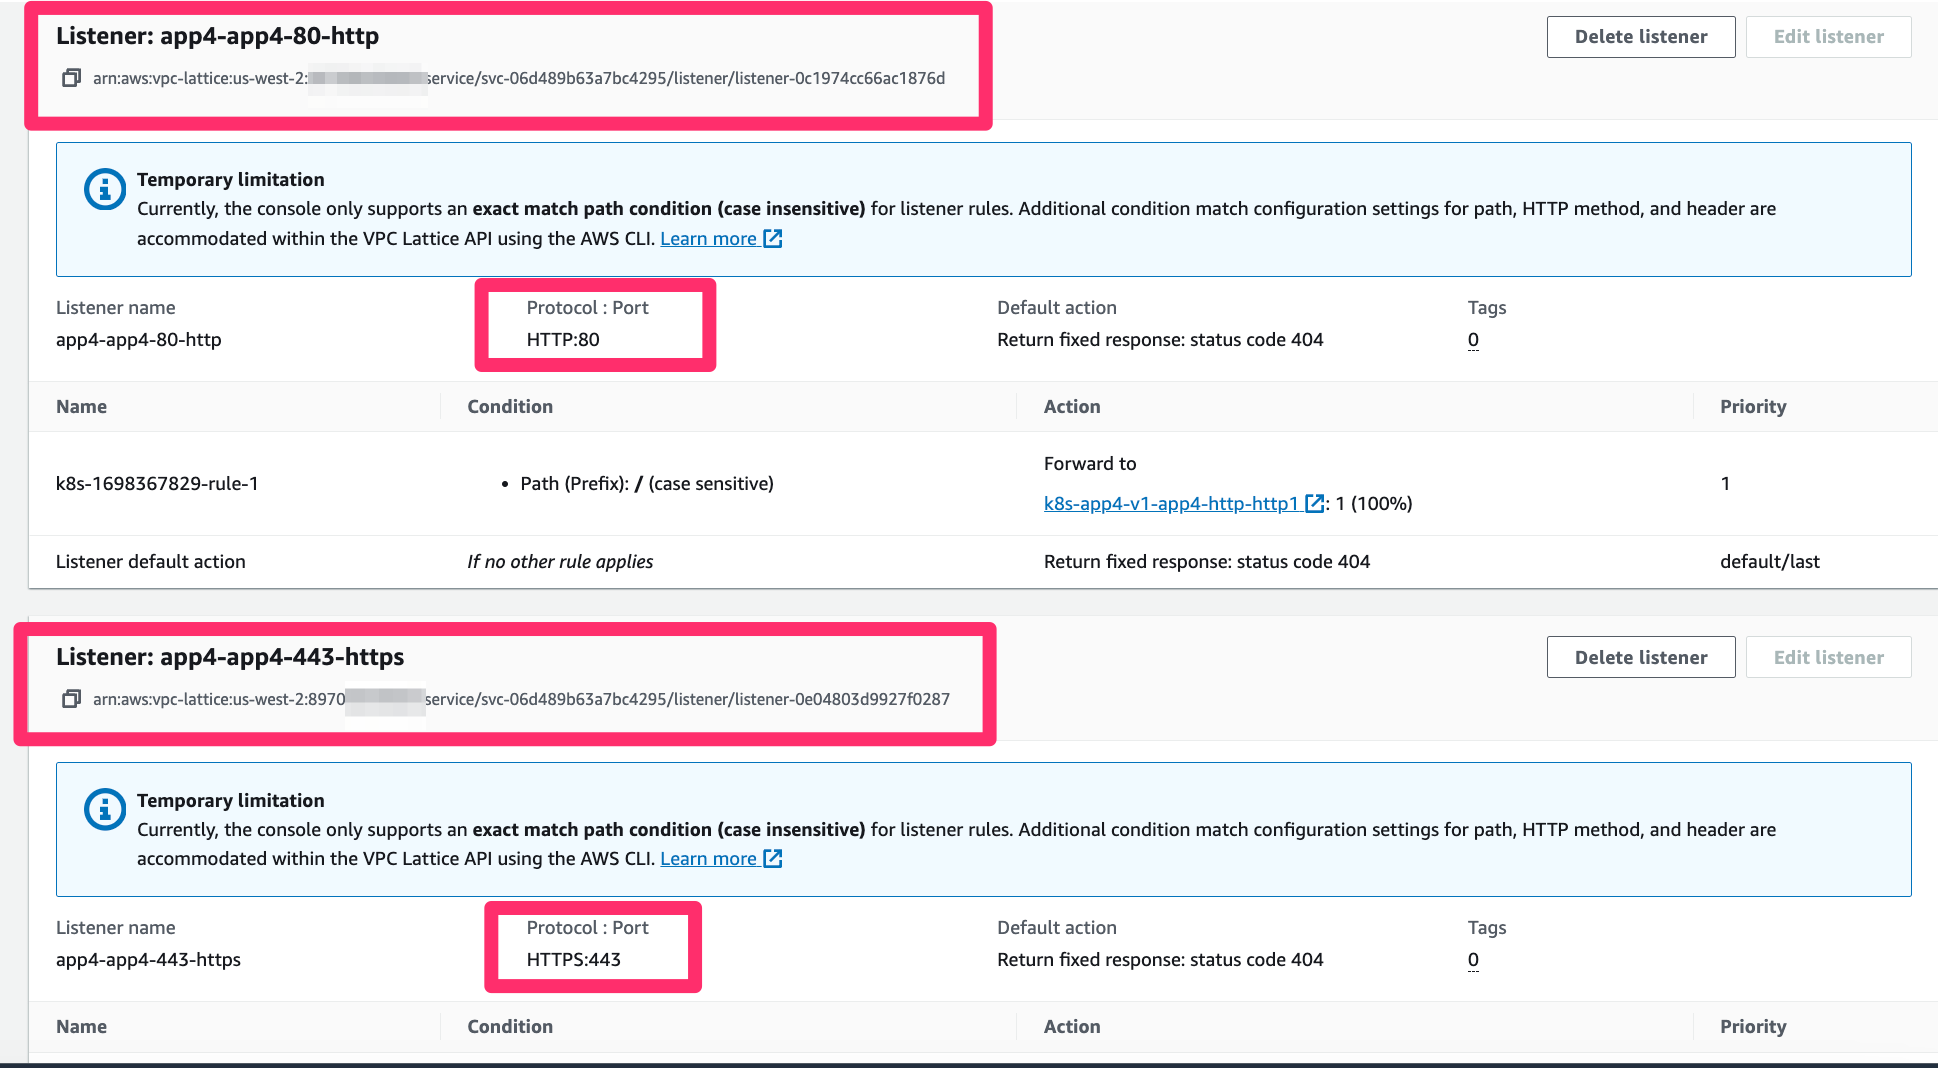 Listener: app4-app4-80-http
Delete listener
Edit listener
arn:aws:vpc-lattice:us-west-2: service/svc-06d489b63a7bc4295/listener/listener-0c1974cc66ac1876d
Temporary limitation
Currently, the console only supports an exact match path condition (case insensitive) for listener rules. Additional condition match configuration settings for path, HTTP method, and header are
accommodated within the VPC Lattice API using the AWS CLI. Learn more
Listener name Protocol : Port Default action Tags
app4-app4-80-http HTTP:80 Return fixed response: status code 404 0
Name Condition Action Priority
Forward to
k8s-1698367829-rule-1 • Path (Prefix): / (case sensitive) 1
k8s-app4-v1-app4-http-http1 : 1 (100%)
Listener default action If no other rule applies Return fixed response: status code 404 default/last
Listener: app4-app4-443-https
Delete listener
Edit listener
arn:aws:vpc-lattice:us-west-2:8970 service/svc-06d489b63a7bc4295/listener/listener-0e04803d9927f0287
Temporary limitation
Currently, the console only supports an exact match path condition (case insensitive) for listener rules. Additional condition match configuration settings for path, HTTP method, and header are
accommodated within the VPC Lattice API using the AWS CLI. Learn more
Listener name Protocol : Port Default action Tags
app4-app4-443-https HTTPS:443 Return fixed response: status code 404 0
Name Condition Action Priority